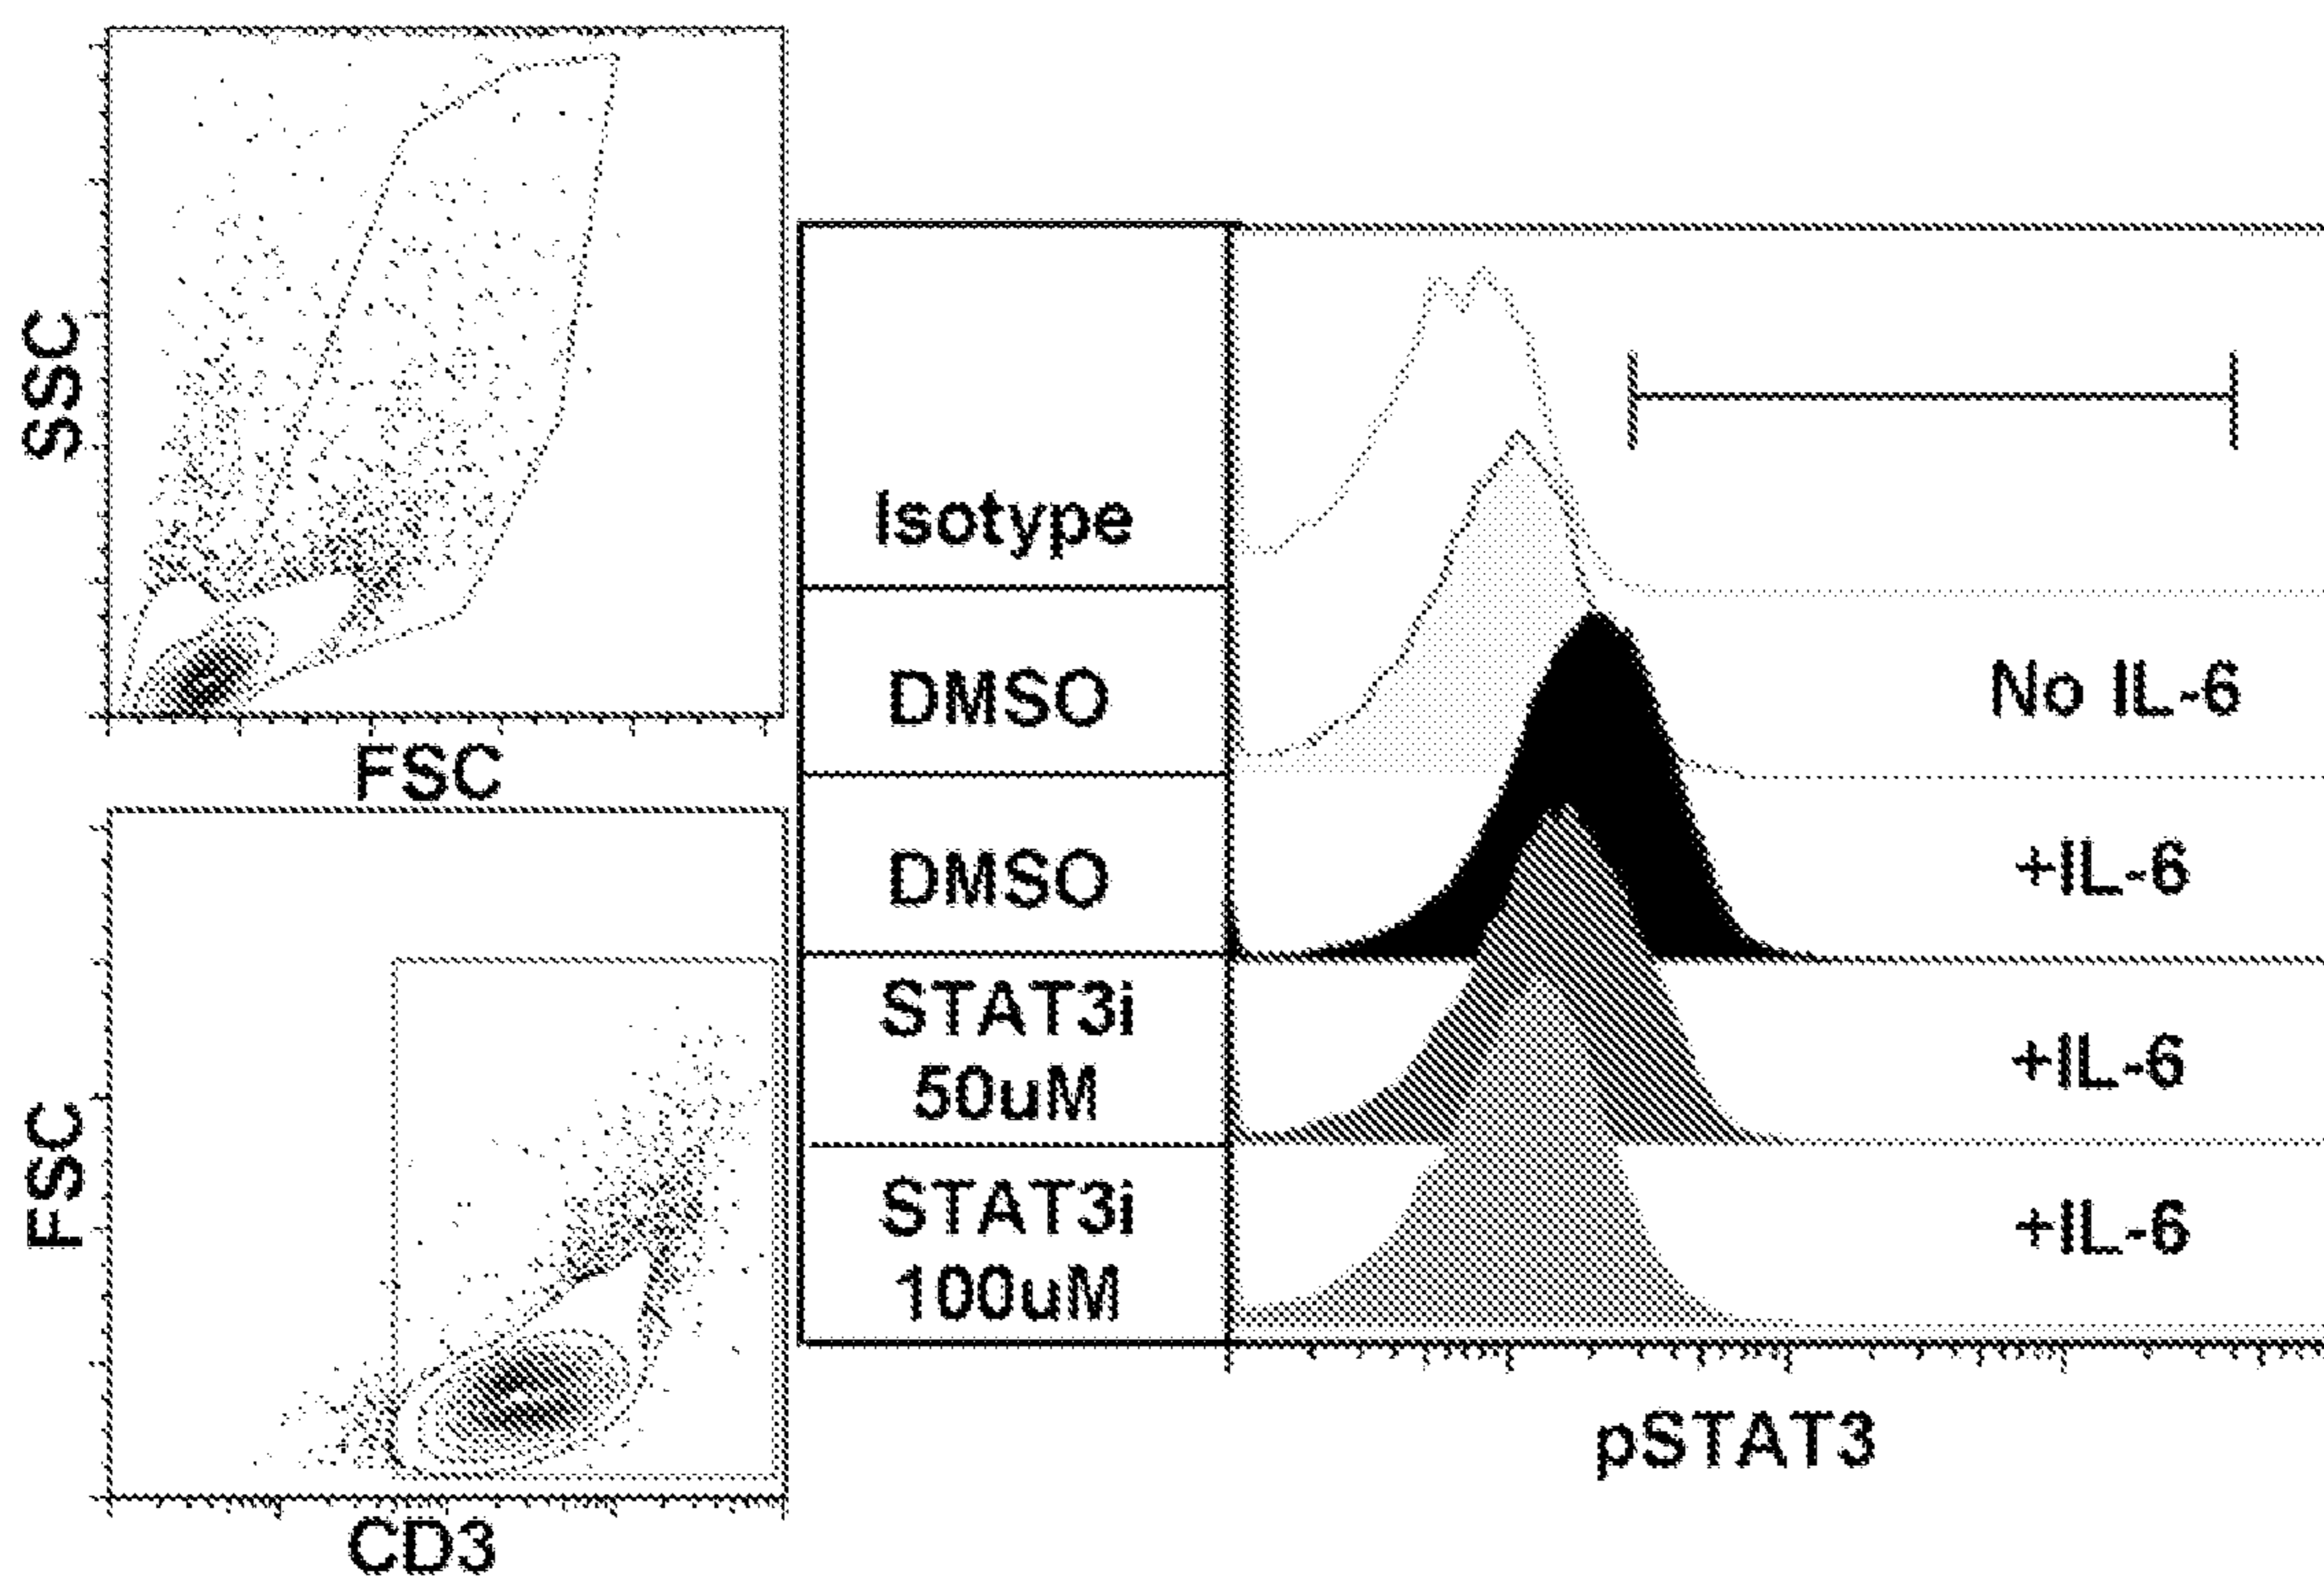 SSC
FSC
FSC
CD3
Isotype
DMSO
No IL-6
DMSO
+IL-6
STAT3i
50uM
+IL-6
STAT3i
100uM
+IL-6
pSTAT3